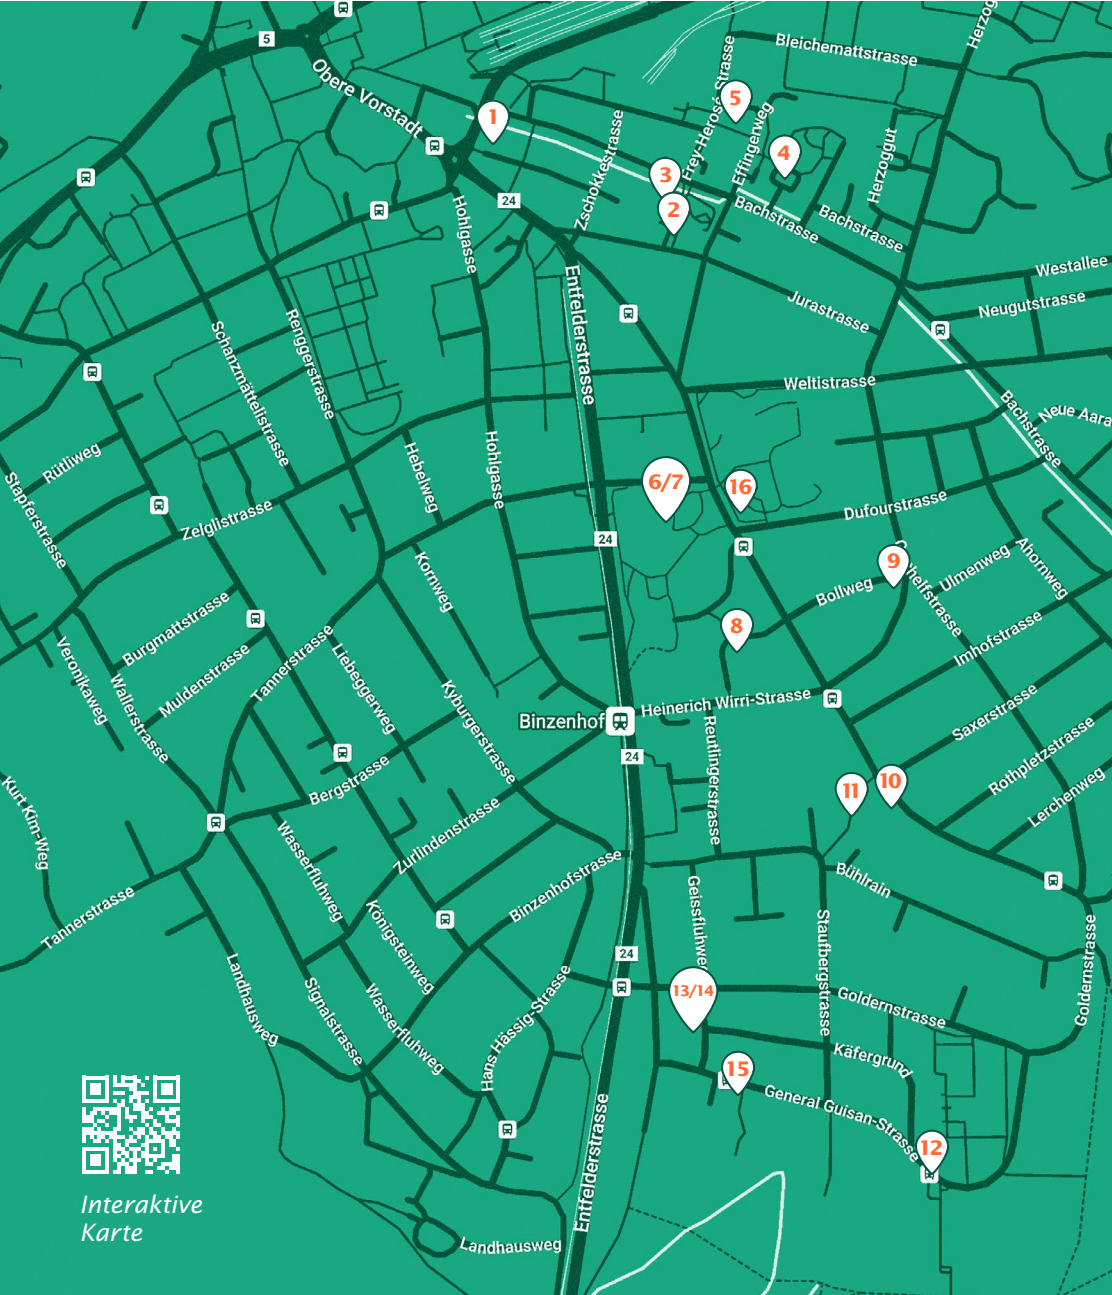 5
Obere Vorstadt
Bleichemattstrasse
Herzog
1
Frey-Herosé-Strasse
5
Effingerweg
4
Zschokkestrasse
3
2
Herzoggut
24
Hohlgasse
Bachstrasse
Bachstrasse
Westallee
Neugutstrasse
Jurastrasse
Entfelderstrasse
Schanzmättelistrasse
Renggerstrasse
Weltistrasse
Bachstrasse
Neue Aara
Rütliweg
Stapferstrasse
Hebelweg
Hohlgasse
6/7
16
Zelglistrasse
Dufourstrasse
24
9
Ulmenweg
Ahornweg
Kornweg
Bollweg
Burgmattstrasse
8
Imhofstrasse
Veronikaweg
Wallerstrasse
Muldenstrasse
Tannerstrasse
Liebeggerweg
Kyburgerstrasse
Heinerich Wirri-Strasse
Binzenhof
24
Reutlingerstrasse
Saxerstrasse
Rothpletzstrasse
Lerchenweg
11
10
Kurt Kim-Weg
Bergstrasse
Zurlindenstrasse
Wasserfluhweg
Binzenhofstrasse
Bühlrain
Tannerstrasse
Königsteinweg
Geissfluhweg
Staufbergstrasse
Goldernstrasse
24
Landhausweg
Signalstrasse
Wasserfluhweg
Hans Hässig-Strasse
13/14
Goldernstrasse
Käfergrund
15
General Guisan-Strasse
12
Entfelderstrasse
Interaktive
Karte
Landhausweg